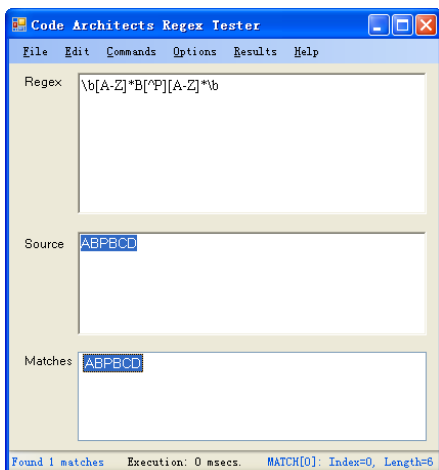 Code Architects Regex Tester
File Edit Commands Options Results Help
Regex
\b[A-Z]*B[^P][A-Z]*\b
Source
ABPBCD
Matches
ABPBCD
Found 1 matches Execution: 0 msecs. MATCH[0]: Index=0, Length=6